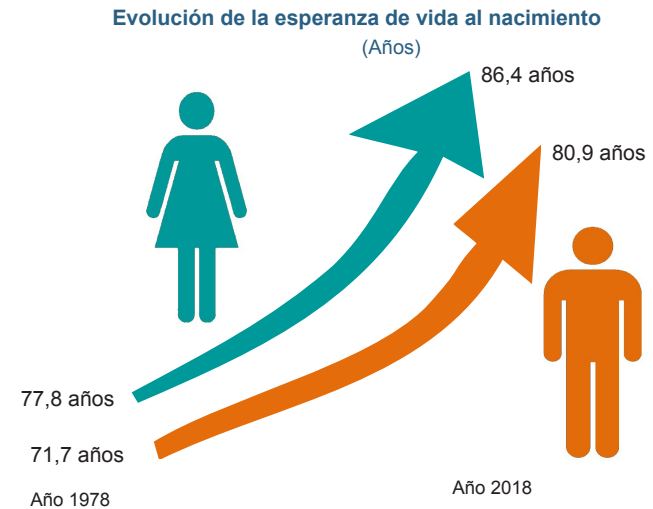 Evolución de la esperanza de vida al nacimiento
(Años)
86,4 años
80,9 años
77,8 años
71,7 años
Año 1978
Año 2018